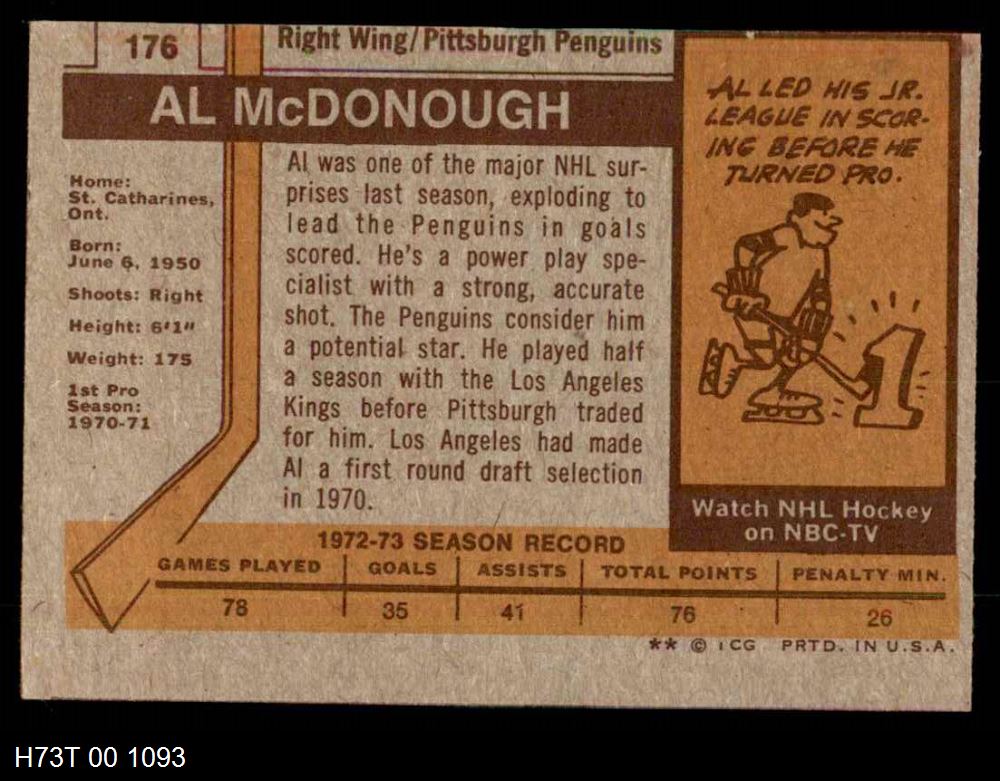 176
Right Wing/Pittsburgh Penguins
AL McDONOUGH
Home:
St. Catharines,
Ont.
Born:
June 6, 1950
Shoots: Right
Height: 6'1"
Weight: 175
1st Pro
Season:
1970-71
Al was one of the major NHL sur-
prises last season, exploding to
lead the Penguins in goals
scored. He's a power play spe-
cialist with a strong, accurate
shot. The Penguins consider him
a potential star. He played half
a season with the Los Angeles
Kings before Pittsburgh traded
for him. Los Angeles had made
Al a first round draft selection
in 1970.
AL LED HIS JR.
LEAGUE IN SCOR-
ING BEFORE HE
TURNED PRO.
1
Watch NHL Hockey
on NBC-TV
1972-73 SEASON RECORD
GAMES PLAYED GOALS ASSISTS TOTAL POINTS PENALTY MIN.
78 35 41 76 26
** © TCG PRTD. IN U.S.A.
H73T 00 1093